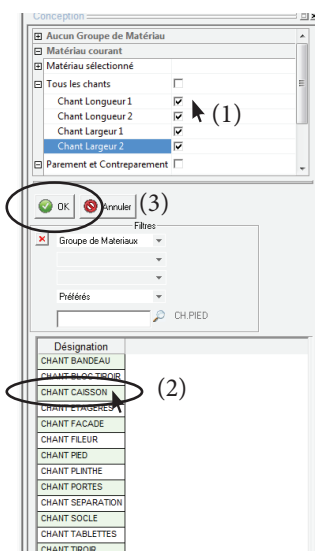 Conception
Aucun Groupe de Matériau
Matériau courant
Matériau sélectionné
Tous les chants
Chant Longueur 1
Chant Longueur 2
Chant Largeur 1
Chant Largeur 2
Parement et Contreparement
(1)
OK
Annuler
(3)
Filtres
Groupe de Materiaux
Préférés
CH.PIED
Désignation
CHANT BANDEAU
CHANT BLOC TIROIR
CHANT CAISSON
(2)
CHANT ETAGERES
CHANT FACADE
CHANT FILEUR
CHANT PIED
CHANT PLINTHE
CHANT PORTES
CHANT SEPARATION
CHANT SOCLE
CHANT TABLETTES
CHANT TIROIR